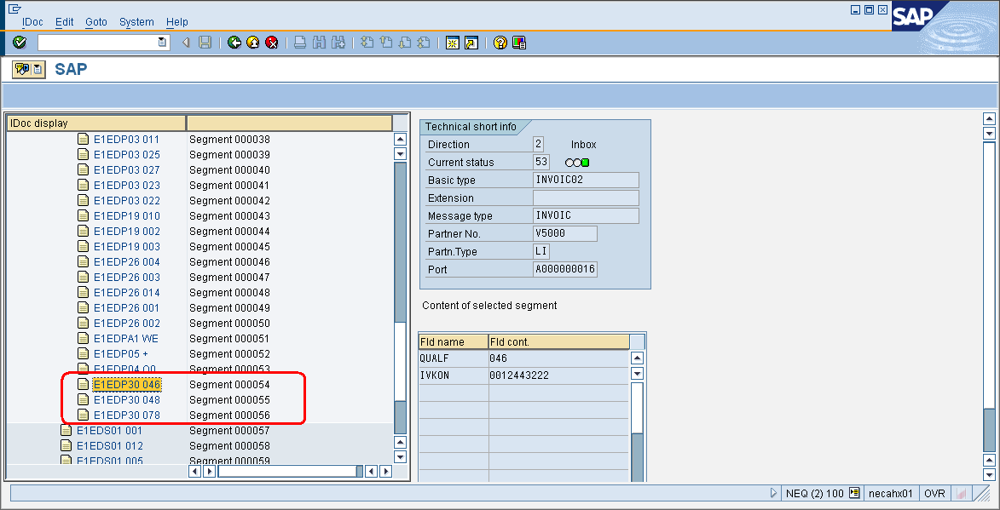 IDoc Edit Goto System Help
SAP
SAP
IDoc display
E1EDP03 011 Segment 000038
E1EDP03 025 Segment 000039
E1EDP03 027 Segment 000040
E1EDP03 023 Segment 000041
E1EDP03 022 Segment 000042
E1EDP19 010 Segment 000043
E1EDP19 002 Segment 000044
E1EDP19 003 Segment 000045
E1EDP26 004 Segment 000046
E1EDP26 003 Segment 000047
E1EDP26 014 Segment 000048
E1EDP26 001 Segment 000049
E1EDP26 002 Segment 000050
E1EDPA1 WE Segment 000051
E1EDP05 + Segment 000052
E1EDP04 O0 Segment 000053
E1EDP30 046 Segment 000054
E1EDP30 048 Segment 000055
E1EDP30 078 Segment 000056
E1EDS01 001 Segment 000057
E1EDS01 012 Segment 000058
E1EDS01 005 Segment 000059
Technical short info
Direction 2 Inbox
Current status 53
Basic type INVOIC02
Extension
Message type INVOIC
Partner No. V5000
Partn.Type LI
Port A000000016
Content of selected segment
Fld name Fld cont.
QUALF 046
IVKON 0012443222
NEQ (2) 100 necahx01 OVR